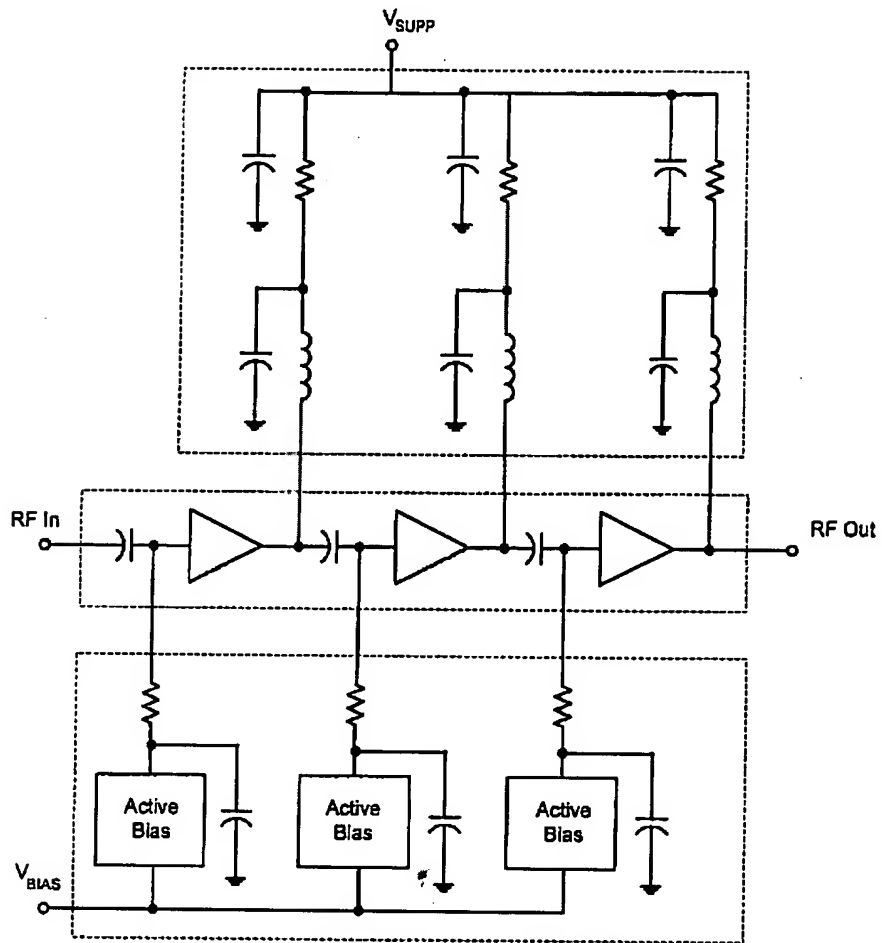 V_SUPP
RF In
RF Out
Active
Bias
Active
Bias
Active
Bias
V_BIAS